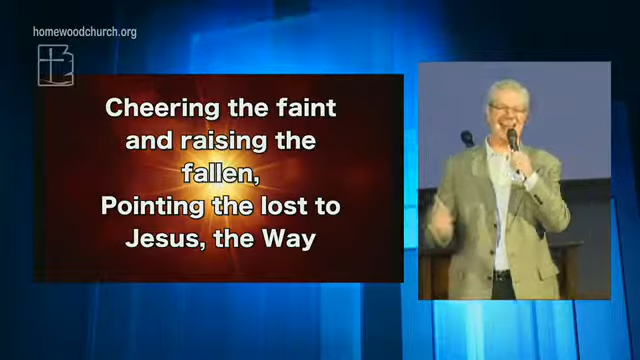 homewoodchurch.org
Cheering the faint
and raising the
fallen,
Pointing the lost to
Jesus, the Way